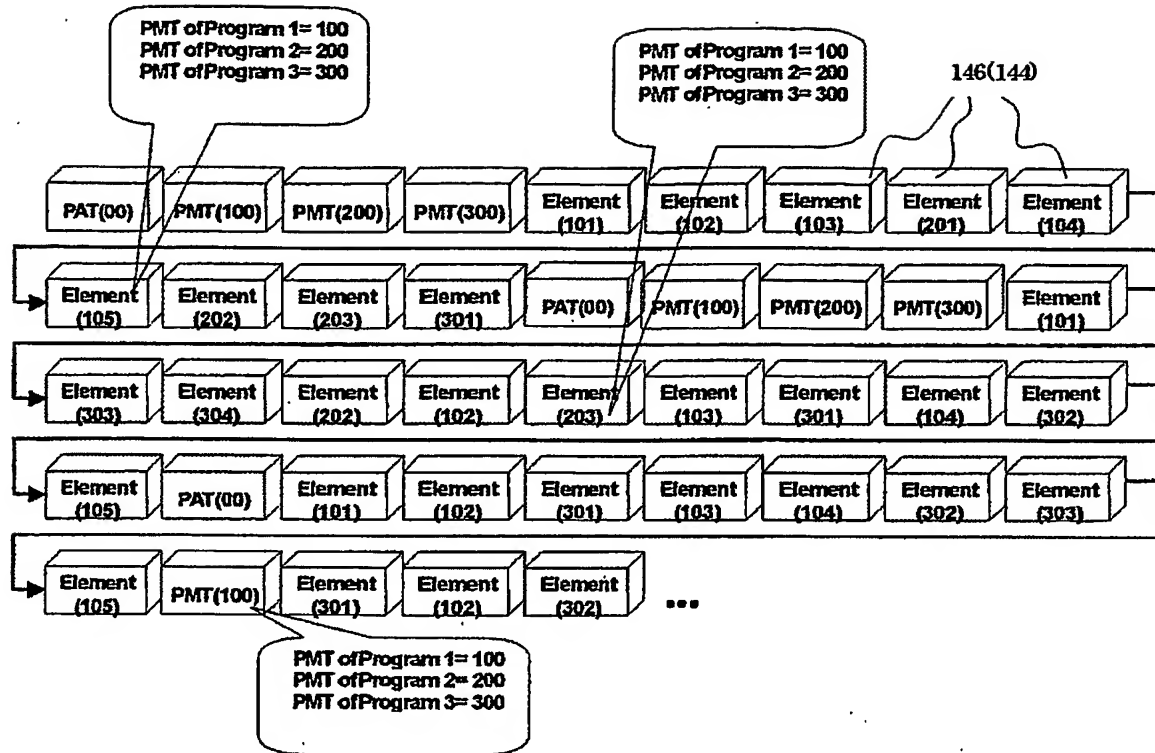 PMT of Program 1= 100
PMT of Program 2= 200
PMT of Program 3= 300
PMT of Program 1= 100
PMT of Program 2= 200
PMT of Program 3= 300
146(144)
PAT(00) PMT(100) PMT(200) PMT(300) Element (101) Element (102) Element (103) Element (201) Element (104)
Element (105) Element (202) Element (203) Element (301) PAT(00) PMT(100) PMT(200) PMT(300) Element (101)
Element (303) Element (304) Element (202) Element (102) Element (203) Element (103) Element (301) Element (104) Element (302)
Element (105) PAT(00) Element (101) Element (102) Element (301) Element (103) Element (104) Element (302) Element (303)
Element (105) PMT(100) Element (301) Element (102) Element (302) ...
PMT of Program 1= 100
PMT of Program 2= 200
PMT of Program 3= 300